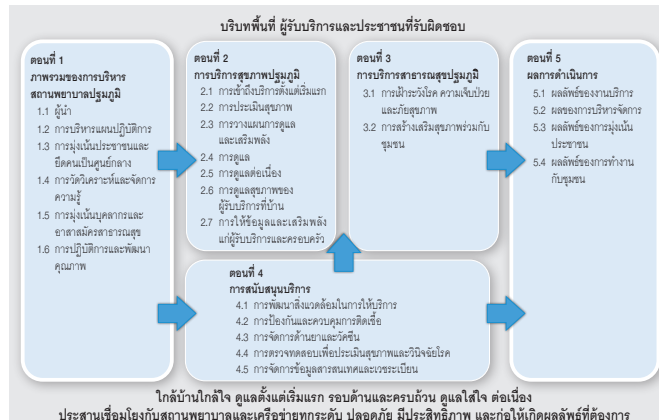 บริบทพื้นที่ ผู้รับบริการและประชาชนที่รับผิดชอบ
ตอนที่ 1
ภาพรวมของการบริหาร
สถานพยาบาลปฐมภูมิ
1.1 ผู้นำ
1.2 การบริหารแผนปฏิบัติการ
1.3 การมุ่งเน้นประชาชนและ
ยึดคนเป็นศูนย์กลาง
1.4 การวัดวิเคราะห์และจัดการ
ความรู้
1.5 การมุ่งเน้นบุคลากรและ
อาสาสมัครสาธารณสุข
1.6 การปฏิบัติการและพัฒนา
คุณภาพ
ตอนที่ 2
การบริการสุขภาพปฐมภูมิ
2.1 การเข้าถึงบริการตั้งแต่เริ่มแรก
2.2 การประเมินสุขภาพ
2.3 การวางแผนการดูแล
และเสริมพลัง
2.4 การดูแล
2.5 การดูแลต่อเนื่อง
2.6 การดูแลสุขภาพของ
ผู้รับบริการที่บ้าน
2.7 การให้ข้อมูลและเสริมพลัง
แก่ผู้รับบริการและครอบครัว
ตอนที่ 3
การบริการสาธารณสุขปฐมภูมิ
3.1 การเฝ้าระวังโรค ความเจ็บป่วย
และภัยสุขภาพ
3.2 การสร้างเสริมสุขภาพร่วมกับ
ชุมชน
ตอนที่ 4
การสนับสนุนบริการ
4.1 การพัฒนาสิ่งแวดล้อมในการให้บริการ
4.2 การป้องกันและควบคุมการติดเชื้อ
4.3 การจัดการด้านยาและวัคซีน
4.4 การตรวจทดสอบเพื่อประเมินสุขภาพและวินิจฉัยโรค
4.5 การจัดการข้อมูลสารสนเทศและเวชระเบียน
ตอนที่ 5
ผลการดำเนินการ
5.1 ผลลัพธ์ของงานบริการ
5.2 ผลของการบริหารจัดการ
5.3 ผลลัพธ์ของการมุ่งเน้น
ประชาชน
5.4 ผลลัพธ์ของการทำงาน
กับชุมชน
ใกล้บ้านใกล้ใจ ดูแลตั้งแต่เริ่มแรก รอบด้านและครบถ้วน ดูแลใส่ใจ ต่อเนื่อง
ประสานเชื่อมโยงกับสถานพยาบาลและเครือข่ายทุกระดับ ปลอดภัย มีประสิทธิภาพ และก่อให้เกิดผลลัพธ์ที่ต้องการ